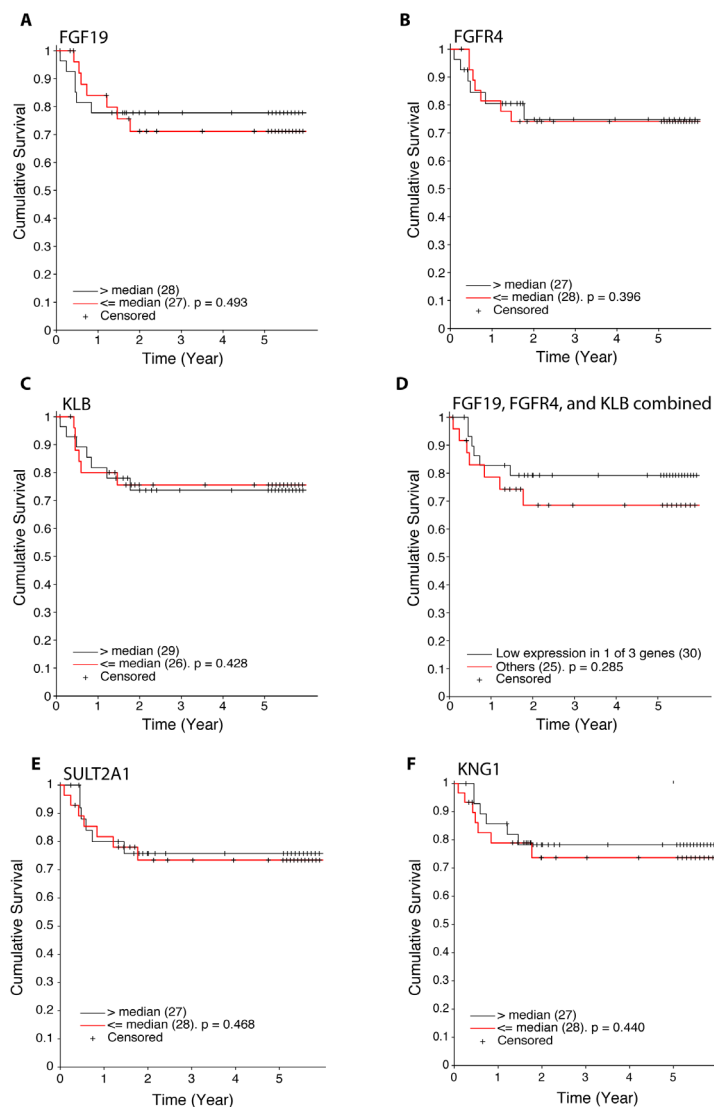 A
FGF19
1
0.9
0.8
0.7
0.6
0.5
0.4
0.3
0.2
0.1
0
Cumulative Survival
> median (28)
<= median (27). p = 0.493
Censored
0 1 2 3 4 5
Time (Year)
B
FGFR4
1
0.9
0.8
0.7
0.6
0.5
0.4
0.3
0.2
0.1
0
Cumulative Survival
> median (27)
<= median (28). p = 0.396
Censored
0 1 2 3 4 5
Time (Year)
C
KLB
1
0.9
0.8
0.7
0.6
0.5
0.4
0.3
0.2
0.1
0
Cumulative Survival
> median (29)
<= median (26). p = 0.428
Censored
0 1 2 3 4 5
Time (Year)
D
FGF19, FGFR4, and KLB combined
1
0.9
0.8
0.7
0.6
0.5
0.4
0.3
0.2
0.1
0
Cumulative Survival
Low expression in 1 of 3 genes (30)
Others (25). p = 0.285
Censored
0 1 2 3 4 5
Time (Year)
E
SULT2A1
1
0.9
0.8
0.7
0.6
0.5
0.4
0.3
0.2
0.1
0
Cumulative Survival
> median (27)
<= median (28). p = 0.468
Censored
0 1 2 3 4 5
Time (Year)
F
KNG1
1
0.9
0.8
0.7
0.6
0.5
0.4
0.3
0.2
0.1
0
Cumulative Survival
> median (27)
<= median (28). p = 0.440
Censored
0 1 2 3 4 5
Time (Year)